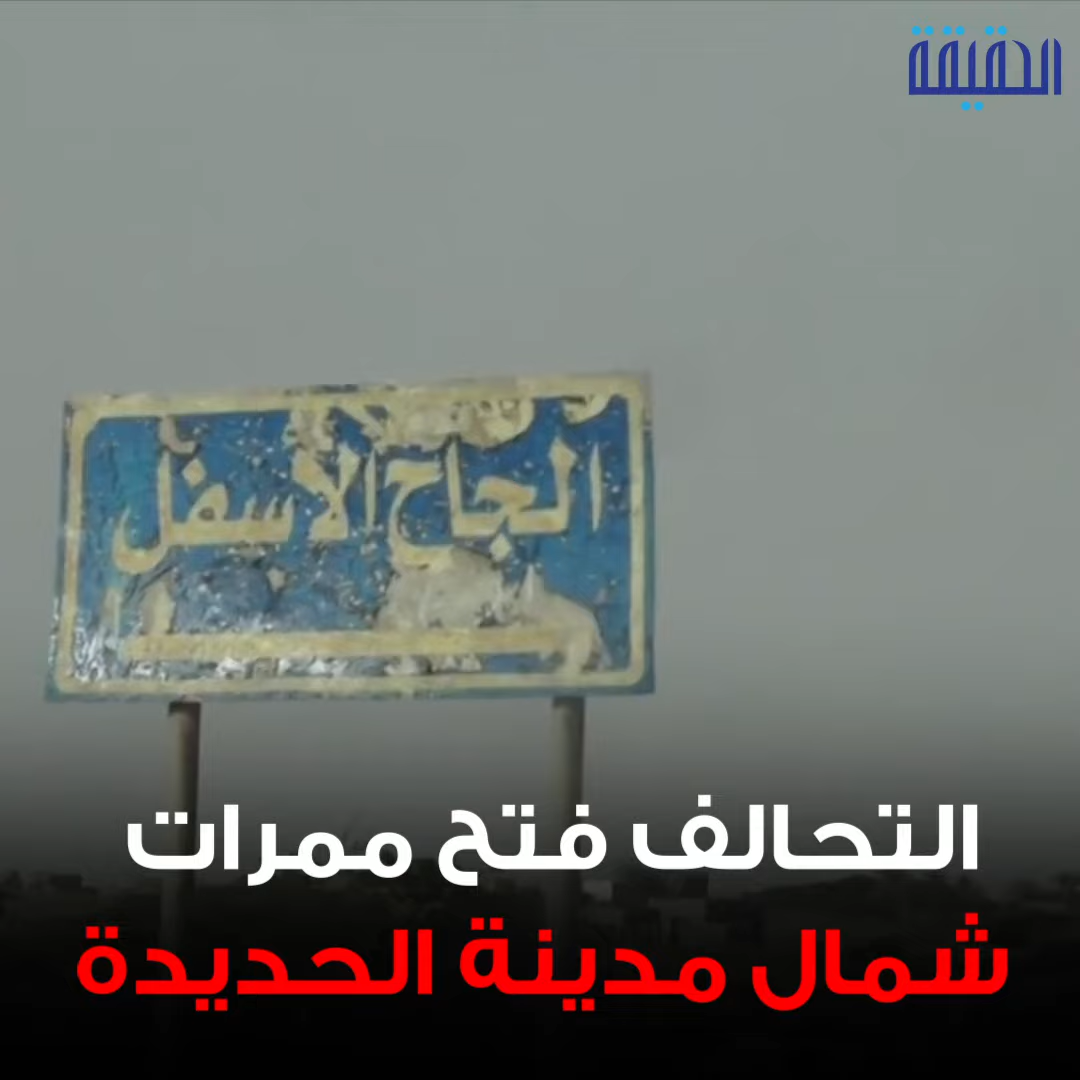 الحقيقة
الجاح الأسفل
التحالف فتح ممرات
شمال مدينة الحديدة